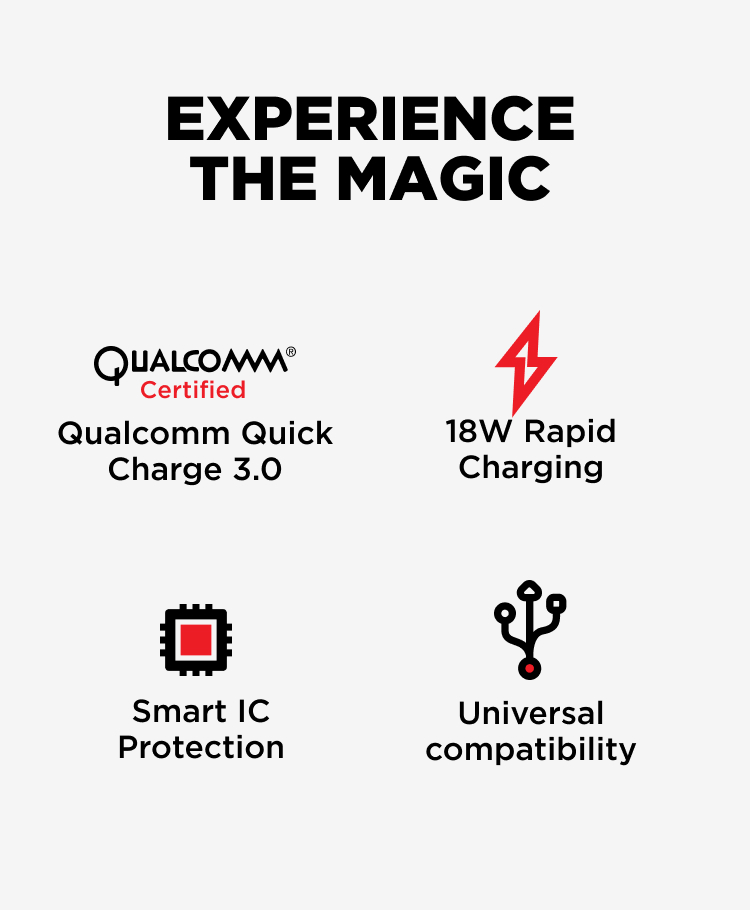 EXPERIENCE
THE MAGIC
QUALCOMM®
Certified
Qualcomm Quick
Charge 3.0
18W Rapid
Charging
Smart IC
Protection
Universal
compatibility